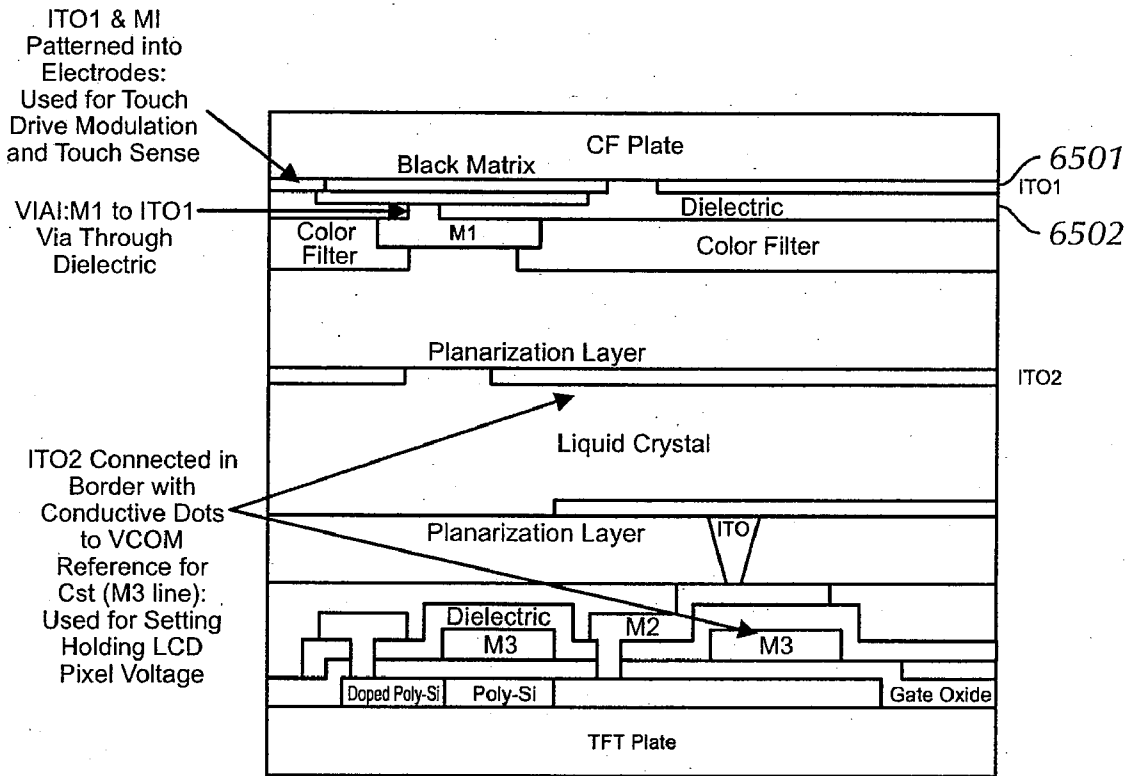 ITO1 & MI
Patterned into
Electrodes:
Used for Touch
Drive Modulation
and Touch Sense
CF Plate
Black Matrix
6501
ITO1
VIAI:M1 to ITO1
Via Through
Dielectric
Dielectric
6502
Color
Filter
M1
Color Filter
Planarization Layer
ITO2
Liquid Crystal
ITO2 Connected in
Border with
Conductive Dots
to VCOM
Reference for
Cst (M3 line):
Used for Setting
Holding LCD
Pixel Voltage
Planarization Layer
ITO
Dielectric
M2
M3
M3
Doped Poly-Si
Poly-Si
Gate Oxide
TFT Plate